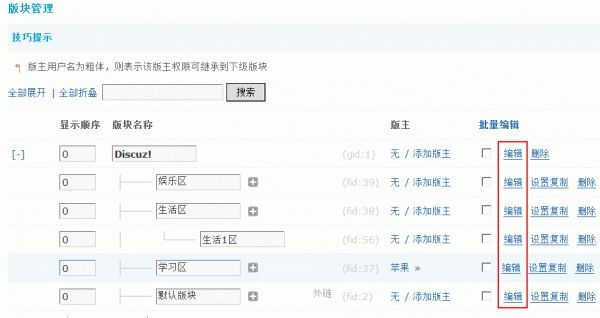 版块管理
技巧提示
版主用户名为粗体，则表示该版主权限可继承到下级版块
全部展开 | 全部折叠 搜索
显示顺序 版块名称 版主 批量编辑
[-] 0 Discuz! (gid:1) 无 / 添加版主 编辑 删除
0 娱乐区 (fid:39) 无 / 添加版主 编辑 设置复制 删除
0 生活区 (fid:38) 无 / 添加版主 编辑 设置复制 删除
0 生活1区 (fid:56) 无 / 添加版主 编辑 设置复制 删除
0 学习区 (fid:37) 苹果 » 编辑 设置复制 删除
0 默认版块 外链 (fid:2) 无 / 添加版主 编辑 设置复制 删除